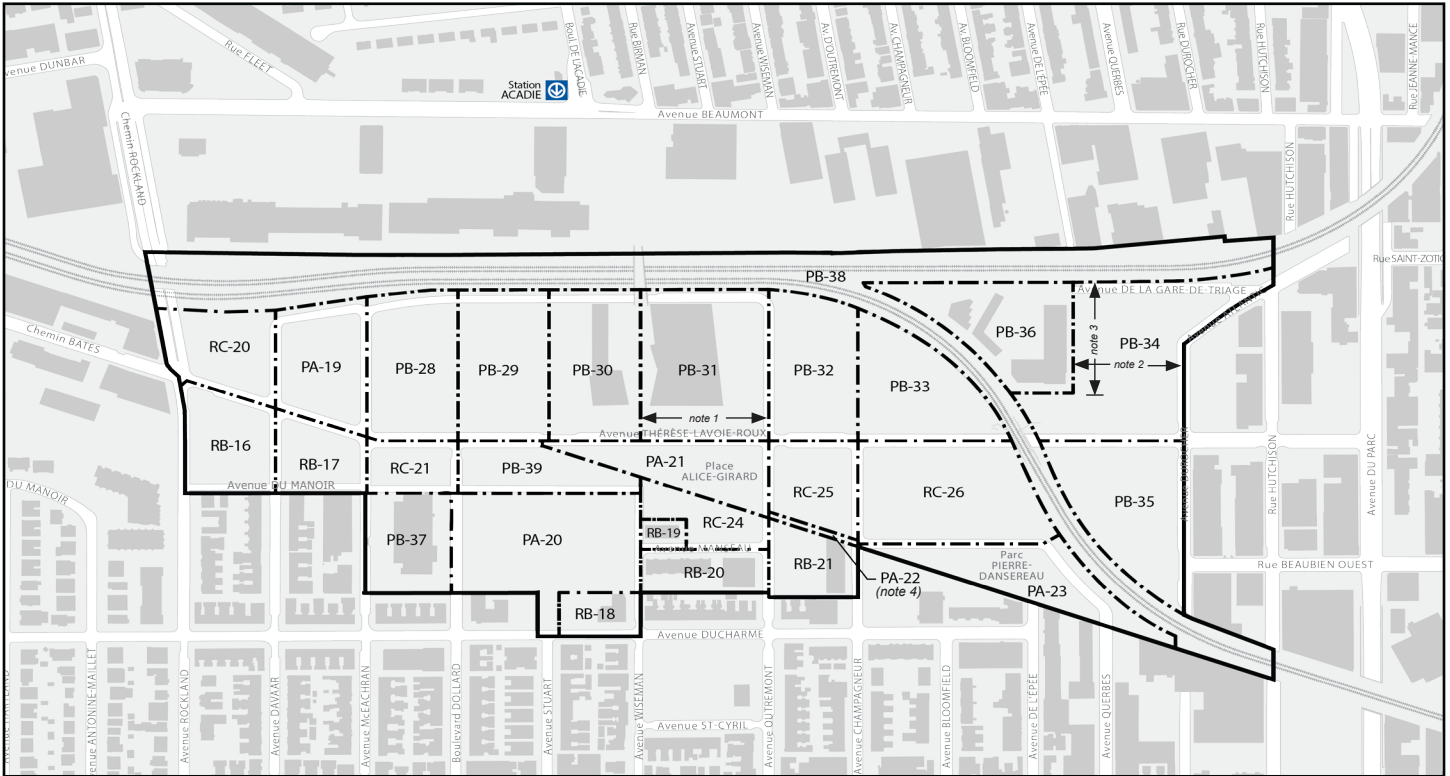 Avenue DUNBAR
Rue FLEET
Chemin ROCKLAND
Station
ACADIE
Boul. DE L'ACADIE
Rue BIRMAN
Avenue STUART
Avenue WISEMAN
Av. D'OUTREMONT
Av. CHAMPAGNEUR
Av. BLOOMFIELD
Avenue DE L'ÉPÉE
Avenue QUERBES
Rue DUROCHER
Rue HUTCHISON
Rue JEANNE-MANCE
Avenue BEAUMONT
Rue HUTCHISON
Rue SAINT-ZOTIQ
PB-38
Avenue DE LA GARE-DE-TRIAGE
Chemin BATES
RC-20
PA-19
PB-28
PB-29
PB-30
PB-31
PB-32
PB-33
PB-36
note 3
PB-34
note 2
note 1
Avenue THÉRÈSE-LAVOIE-ROUX
RB-16
RB-17
RC-21
PB-39
PA-21
Place
ALICE-GIRARD
RC-25
RC-26
PB-35
Rue HUTCHISON
Avenue DU PARC
DU MANOIR
Avenue DU MANOIR
PB-37
PA-20
RC-24
RB-19
Avenue MANSEAU
RB-20
RB-21
PA-22
(note 4)
Parc
PIERRE-
DANSEREAU
PA-23
Rue BEAUBIEN OUEST
RB-18
Avenue DUCHARME
Avenue ST-CYRIL
Avenue ANTONINE-MAILLET
Avenue ROCKLAND
Avenue DAVAAR
Avenue McEACHRAN
Boulevard DOLLARD
Avenue STUART
Avenue WISEMAN
Avenue OUTREMONT
Avenue CHAMPAGNEUR
Avenue BLOOMFIELD
Avenue DE L'ÉPÉE
Avenue QUERBES